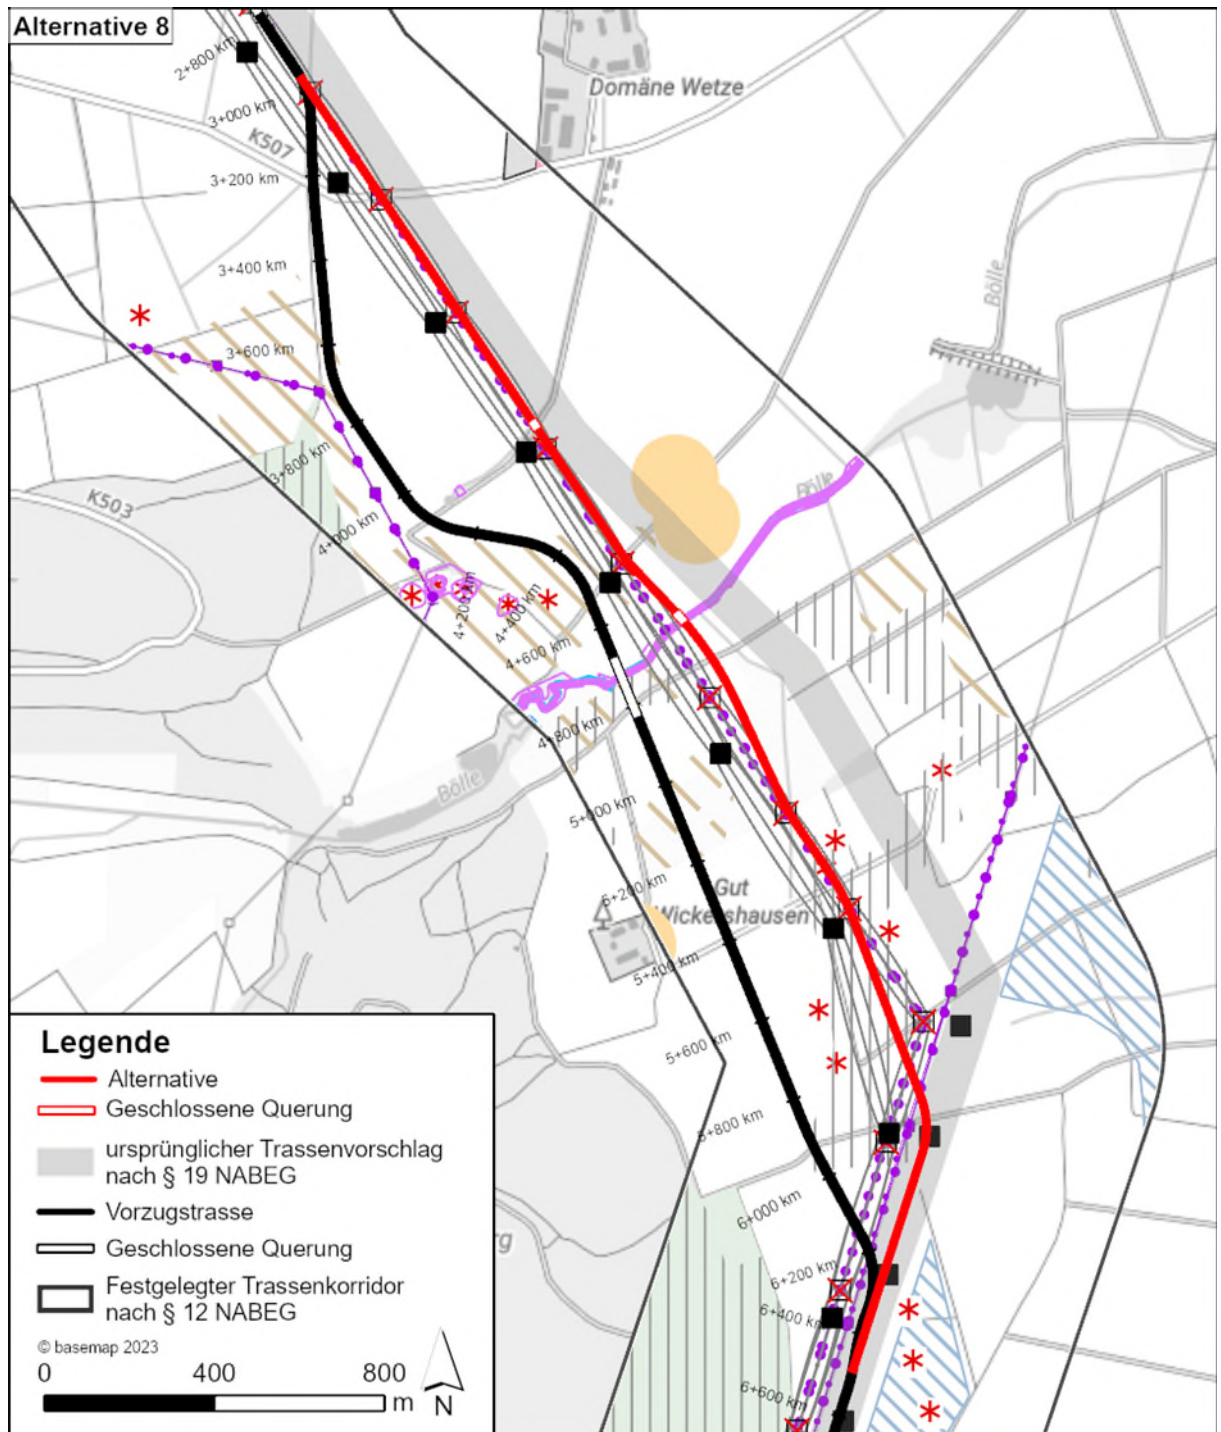 Alternative 8
2+800 km
Domäne Wetze
3+000 km
K507
3+200 km
3+400 km
Bölle
3+600 km
3+800 km
K503
Bölle
4+000 km
4+200 km
4+400 km
4+600 km
4+800 km
Bölle
5+000 km
5+200 km
Gut
Wickershausen
5+400 km
5+600 km
5+800 km
6+000 km
6+200 km
6+400 km
6+600 km
Legende
Alternative
Geschlossene Querung
ursprünglicher Trassenvorschlag
nach § 19 NABEG
Vorzugstrasse
Geschlossene Querung
Festgelegter Trassenkorridor
nach § 12 NABEG
© basemap 2023
0 400 800
m
N